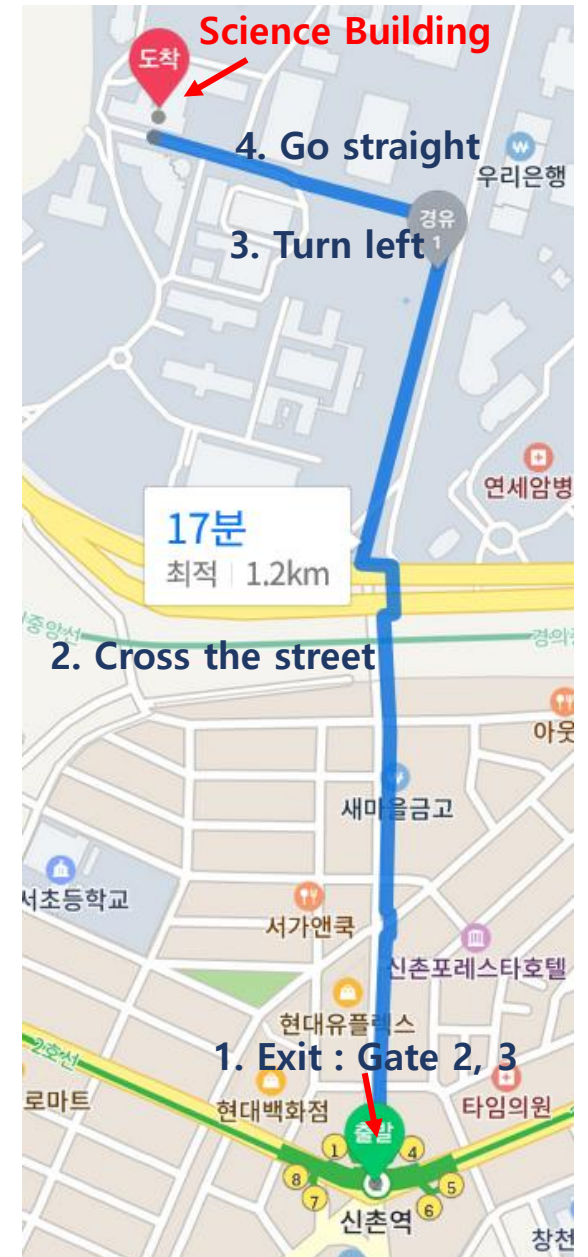 Science Building
도착
4. Go straight
우리은행
경유
1
3. Turn left
연세암병
17분
최적 1,2km
중앙선
경의중
2. Cross the street
아웃
새마을금고
서초등학교
서가앤쿡
신촌포레스타호텔
현대유플렉스
2호선
1. Exit : Gate 2, 3
로마트
현대백화점
타임의원
출발
1
4
8
5
7
6
신촌역
창천